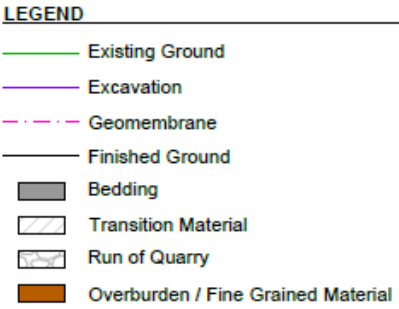 LEGEND
Existing Ground
Excavation
Geomembrane
Finished Ground
Bedding
Transition Material
Run of Quarry
Overburden / Fine Grained Material